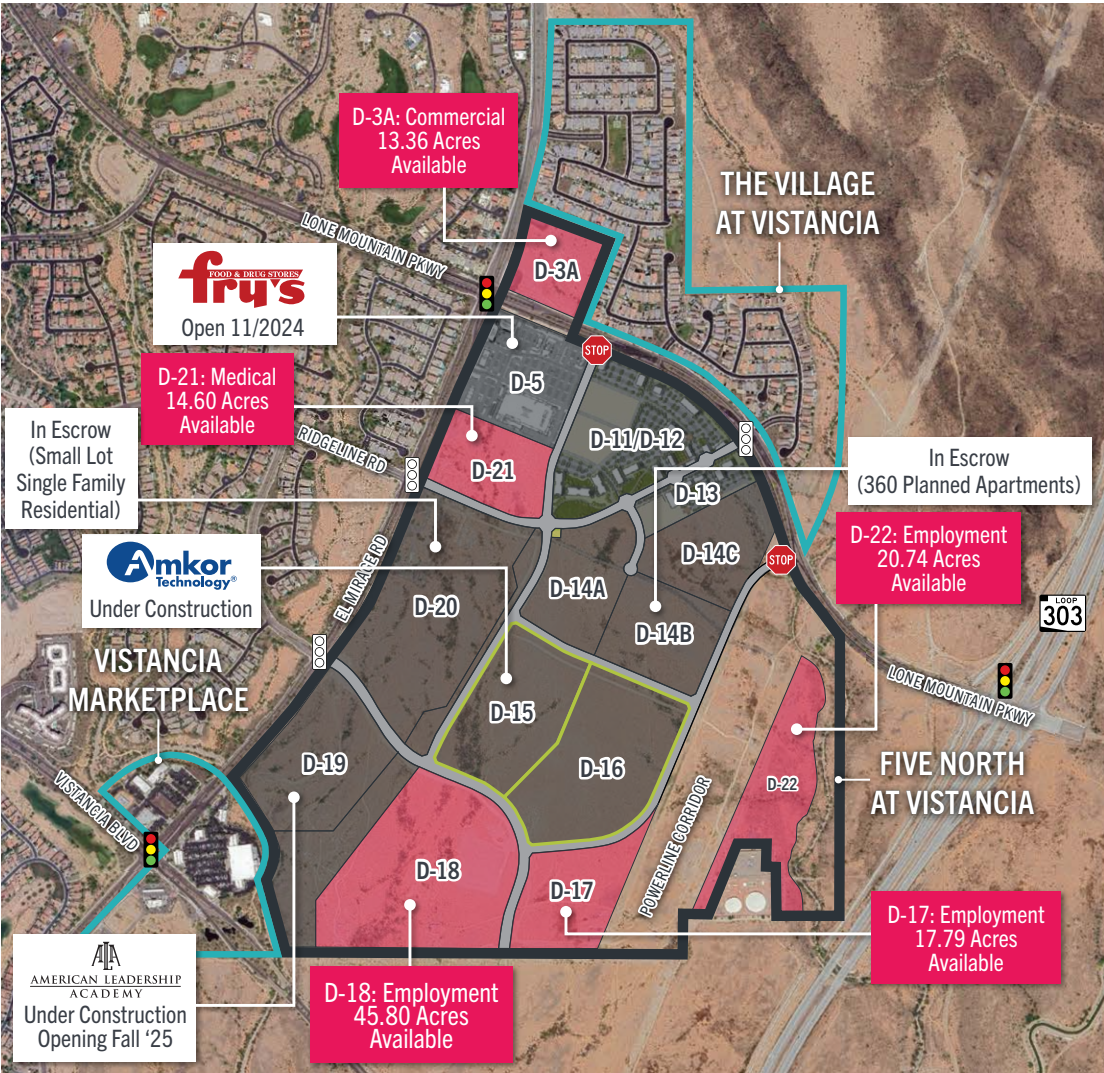 D-3A: Commercial
13.36 Acres
Available
THE VILLAGE
AT VISTANCIA
LONE MOUNTAIN PKWY
D-3A
fry's
FOOD & DRUG STORES
Open 11/2024
STOP
D-5
D-21: Medical
14.60 Acres
Available
In Escrow
(Small Lot
Single Family
Residential)
RIDGELINE RD
D-21
D-11/D-12
In Escrow
(360 Planned Apartments)
D-13
D-22: Employment
20.74 Acres
Available
Amkor
Technology®
Under Construction
EL MIRAGE RD
D-20
D-14A
D-14C
STOP
D-14B
LOOP
303
VISTANCIA
MARKETPLACE
LONE MOUNTAIN PKWY
D-15
D-16
D-19
D-22
FIVE NORTH
AT VISTANCIA
VISTANCIA BLVD
POWERLINE CORRIDOR
D-18
D-17
D-17: Employment
17.79 Acres
Available
ALA
AMERICAN LEADERSHIP
ACADEMY
Under Construction
Opening Fall ‘25
D-18: Employment
45.80 Acres
Available